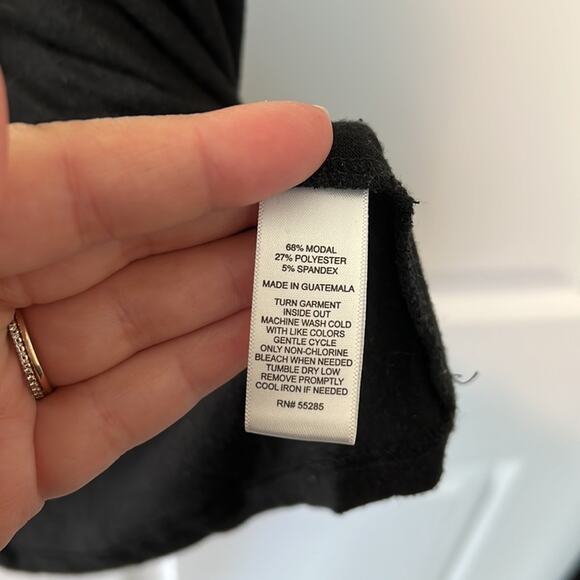 68% MODAL
27% POLYESTER
5% SPANDEX
MADE IN GUATEMALA
TURN GARMENT
INSIDE OUT
MACHINE WASH COLD
WITH LIKE COLORS
GENTLE CYCLE
ONLY NON-CHLORINE
BLEACH WHEN NEEDED
TUMBLE DRY LOW
REMOVE PROMPTLY
COOL IRON IF NEEDED
RN# 55285